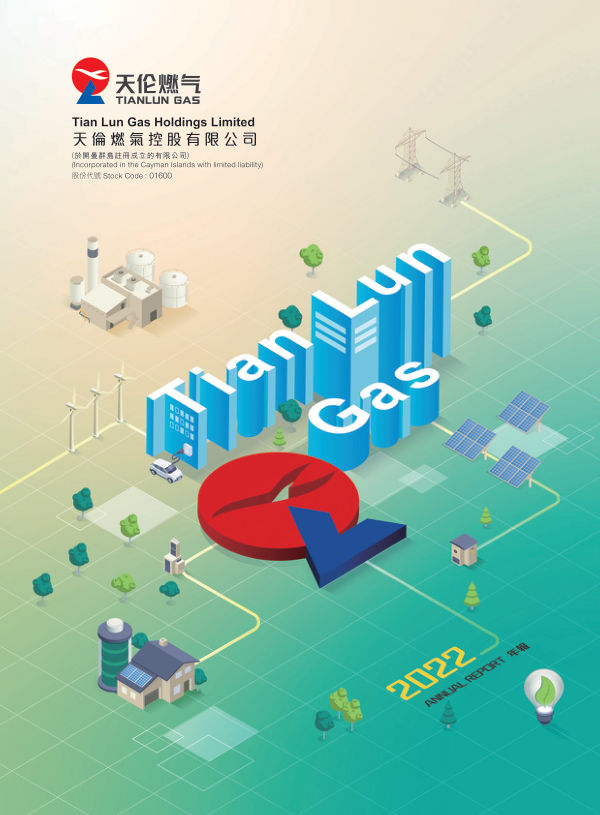 天伦燃气
TIANLUN GAS
Tian Lun Gas Holdings Limited
天倫燃氣控股有限公司
(於開曼群島註冊成立的有限公司)
(Incorporated in the Cayman Islands with limited liability)
股份代號 Stock Code : 01600
Tian Lun
Gas
2022
ANNUAL REPORT 年報